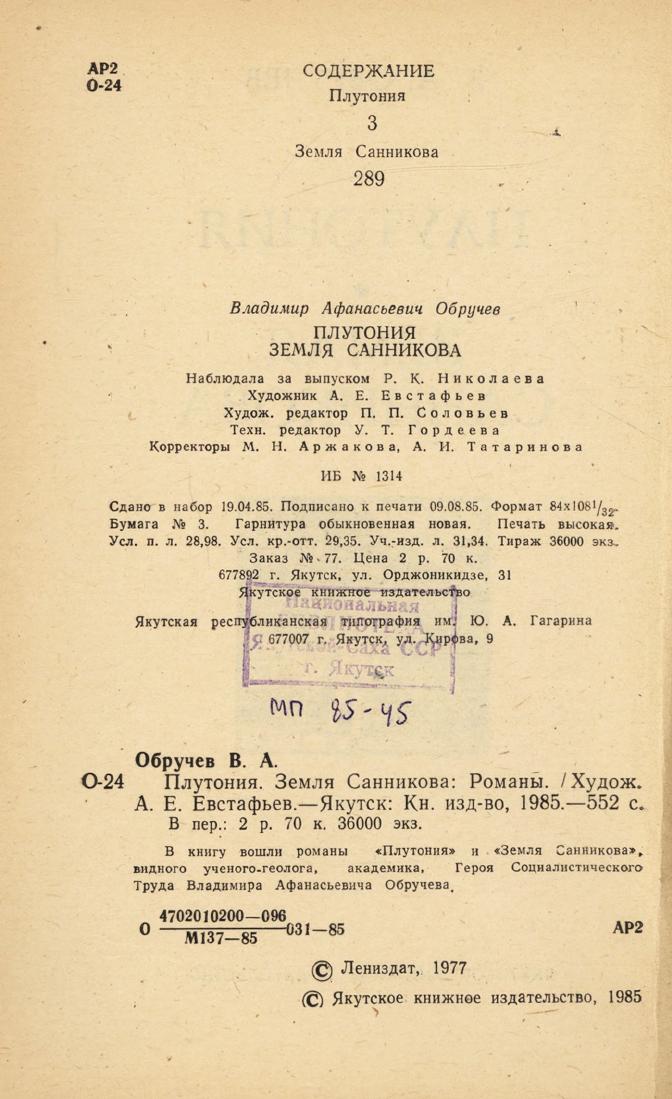 АР2
О-24
СОДЕРЖАНИЕ
Плутония
3
Земля Санникова
289
Владимир Афанасьевич Обручев
ПЛУТОНИЯ
ЗЕМЛЯ САННИКОВА
Наблюдала за выпуском Р. К. Николаева
Художник А. Е. Евстафьев
Худож. редактор П. П. Соловьев
Техн. редактор У. Т. Гордеева
Корректоры М. Н. Аржакова, А. И. Татаринова
ИБ № 1314
Сдано в набор 19.04.85. Подписано к печати 09.08.85. Формат 84х108¹/₃₂.
Бумага № 3. Гарнитура обыкновенная новая. Печать высокая.
Усл. п. л. 28,98. Усл. кр.-отт. 29,35. Уч.-изд. л. 31,34. Тираж 36000 экз.
Заказ № 77. Цена 2 р. 70 к.
677892 г. Якутск, ул. Орджоникидзе, 31
Якутское книжное издательство
Якутская республиканская типография им. Ю. А. Гагарина
677007 г. Якутск, ул. Кирова, 9
Национальная
БИБЛИОТЕКА
Якутской-Саха ССР
г. Якутск
МП 85-45
Обручев В. А.
О-24 Плутония. Земля Санникова: Романы. /Худож.
А. Е. Евстафьев.—Якутск: Кн. изд-во, 1985.—552 с.
В пер.: 2 р. 70 к. 36000 экз.
В книгу вошли романы «Плутония» и «Земля Санникова»,
видного ученого-геолога, академика, Героя Социалистического
Труда Владимира Афанасьевича Обручева.
О 4702010200—096
М137—85 031—85 АР2
© Лениздат, 1977
© Якутское книжное издательство, 1985